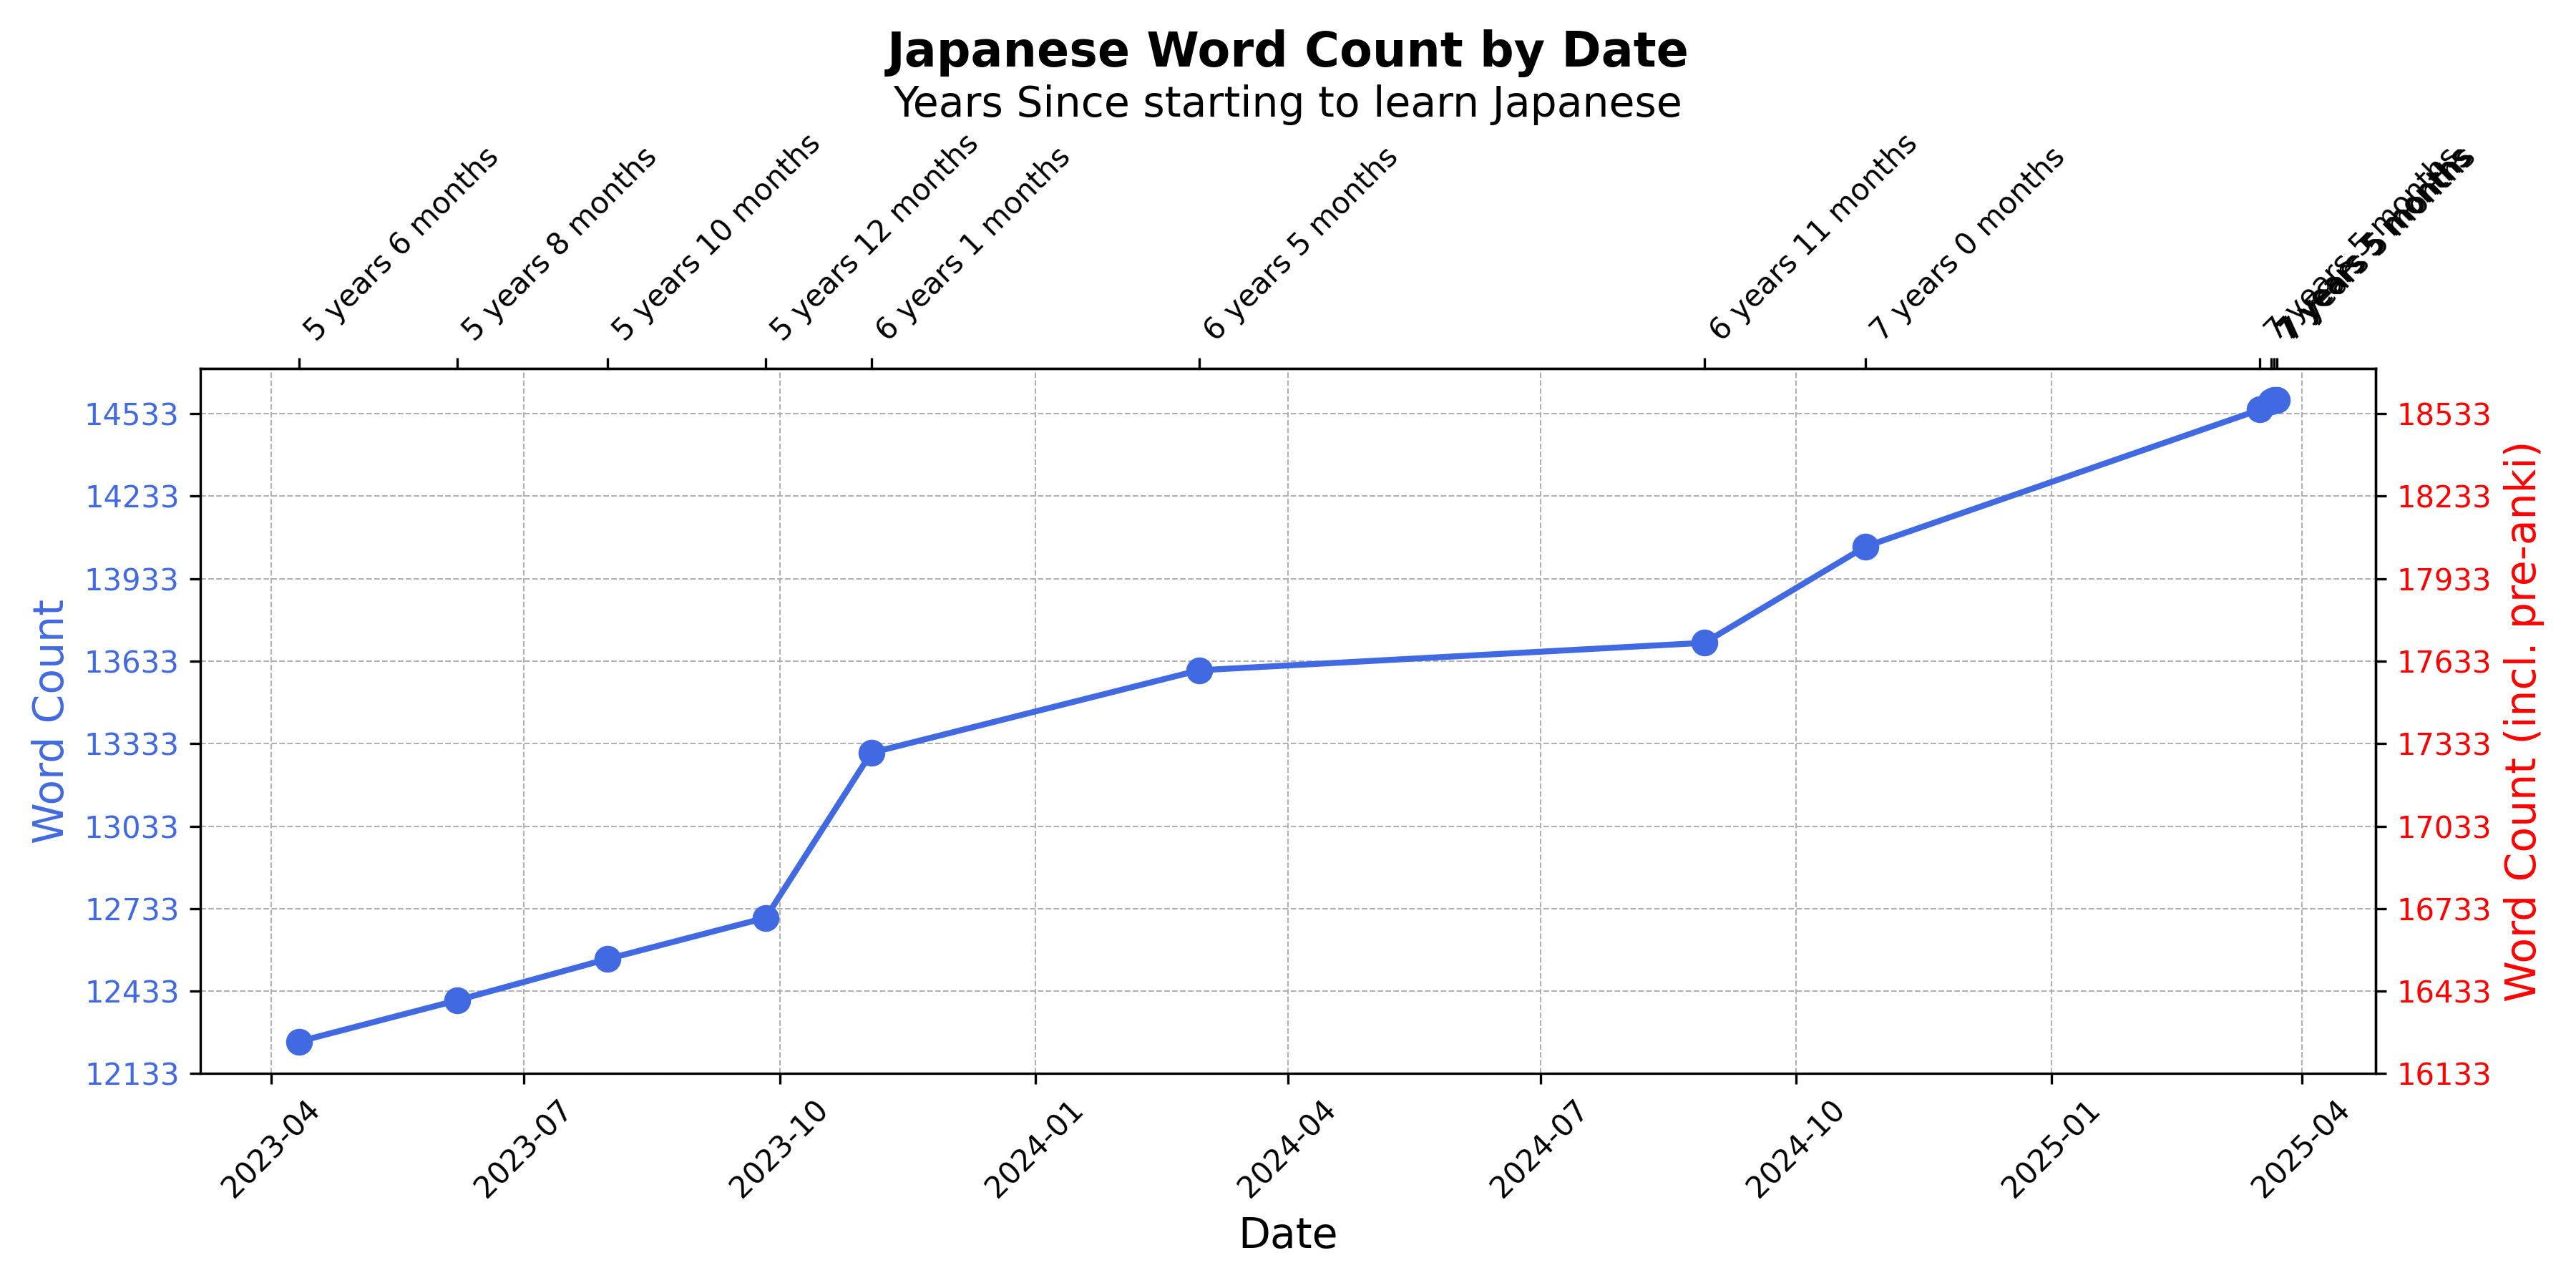 Japanese Word Count by Date
Years Since starting to learn Japanese
5 years 6 months
5 years 8 months
5 years 10 months
5 years 12 months
6 years 1 months
6 years 5 months
6 years 11 months
7 years 0 months
7 years 5 months
14533
14233
13933
13633
13333
13033
12733
12433
12133
Word Count
18533
18233
17933
17633
17333
17033
16733
16433
16133
Word Count (incl. pre-anki)
2023-04
2023-07
2023-10
2024-01
2024-04
2024-07
2024-10
2025-01
2025-04
Date